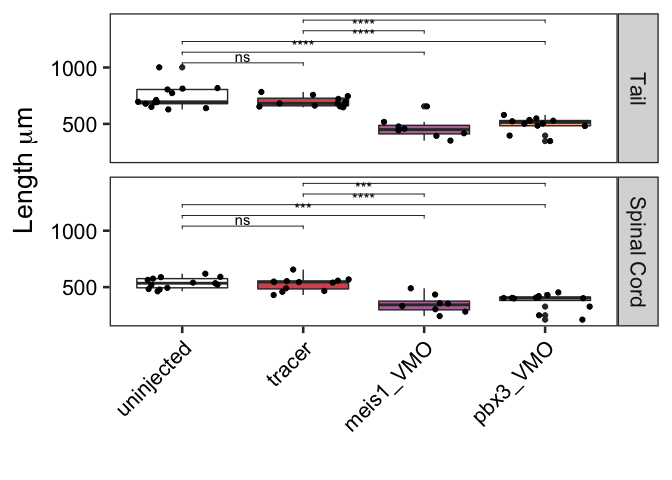 ****
****
****
ns
1000
500
Tail
Length µm
***
****
***
ns
1000
500
Spinal Cord
uninjected
tracer
meis1_VMO
pbx3_VMO